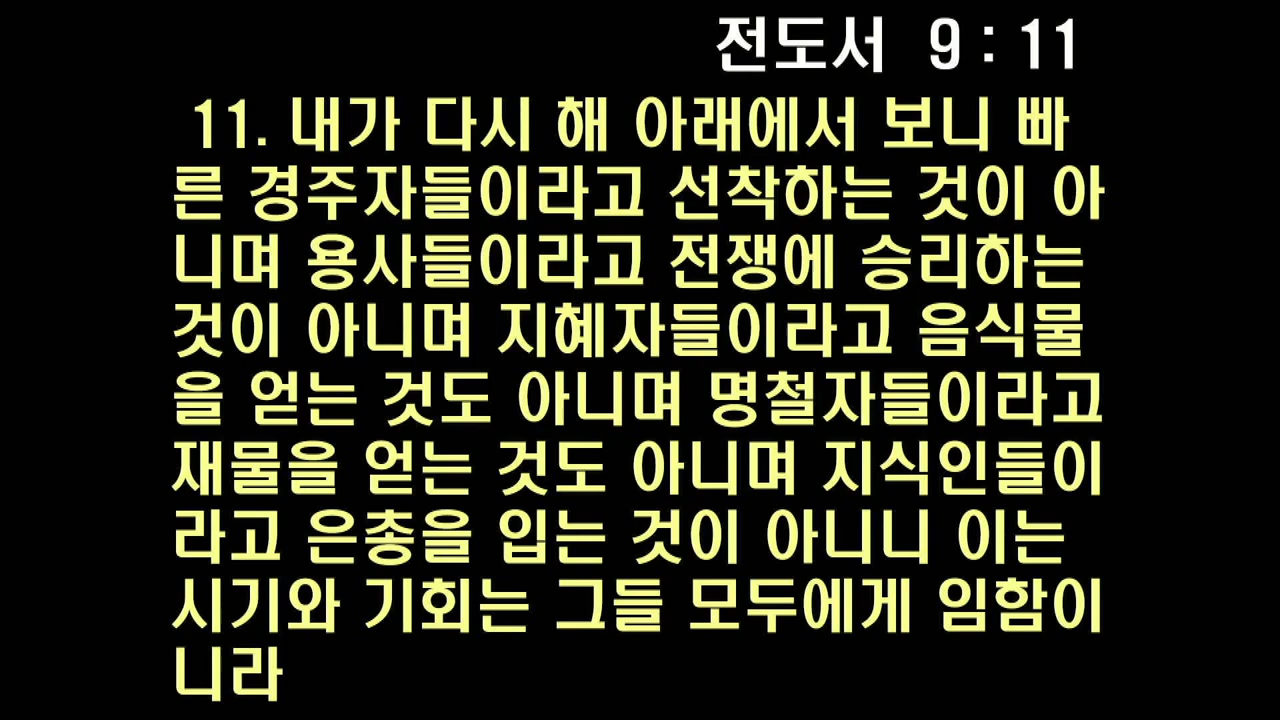 전도서 9 : 11
11. 내가 다시 해 아래에서 보니 빠
른 경주자들이라고 선착하는 것이 아
니며 용사들이라고 전쟁에 승리하는
것이 아니며 지혜자들이라고 음식물
을 얻는 것도 아니며 명철자들이라고
재물을 얻는 것도 아니며 지식인들이
라고 은총을 입는 것이 아니니 이는
시기와 기회는 그들 모두에게 임함이
니라